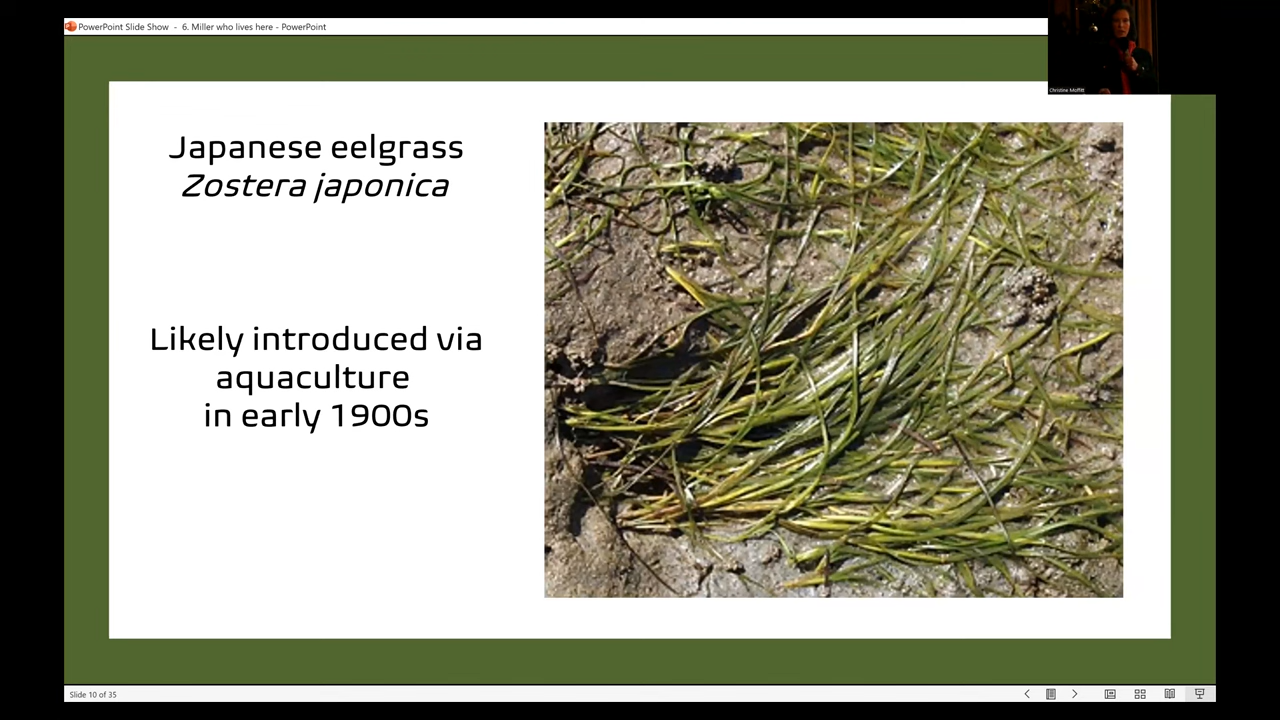 PowerPoint Slide Show - 6. Miller who lives here - PowerPoint
Christine Moffitt
Japanese eelgrass
Zostera japonica
Likely introduced via
aquaculture
in early 1900s
Slide 10 of 35